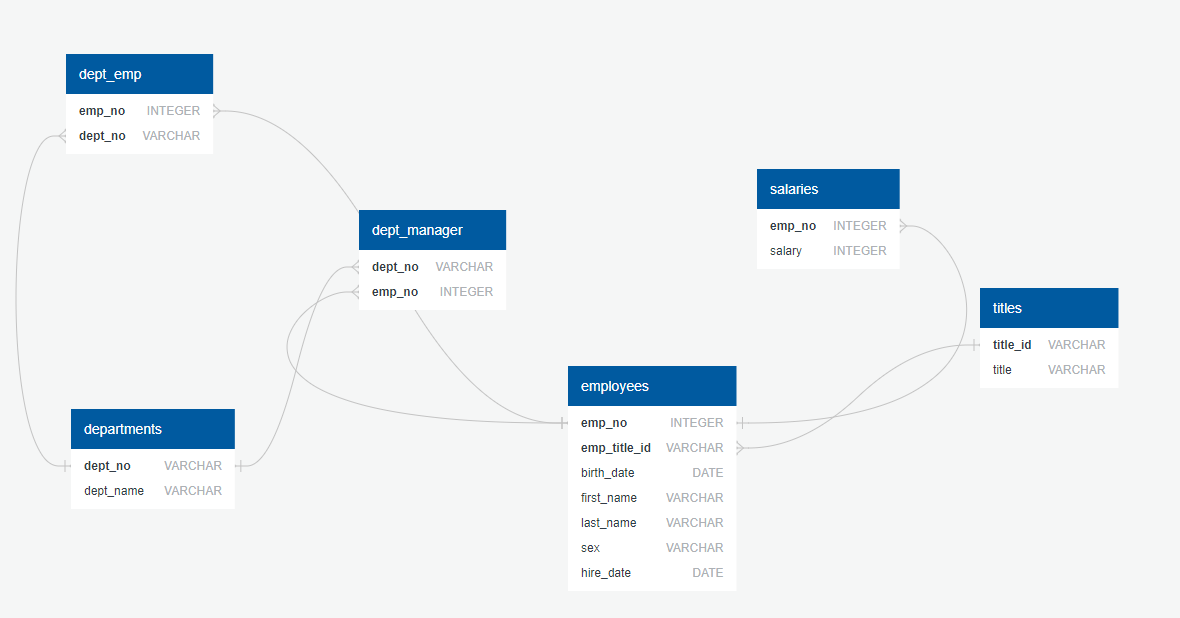 dept_emp
emp_no INTEGER
dept_no VARCHAR
dept_manager
dept_no VARCHAR
emp_no INTEGER
salaries
emp_no INTEGER
salary INTEGER
titles
title_id VARCHAR
title VARCHAR
departments
dept_no VARCHAR
dept_name VARCHAR
employees
emp_no INTEGER
emp_title_id VARCHAR
birth_date DATE
first_name VARCHAR
last_name VARCHAR
sex VARCHAR
hire_date DATE